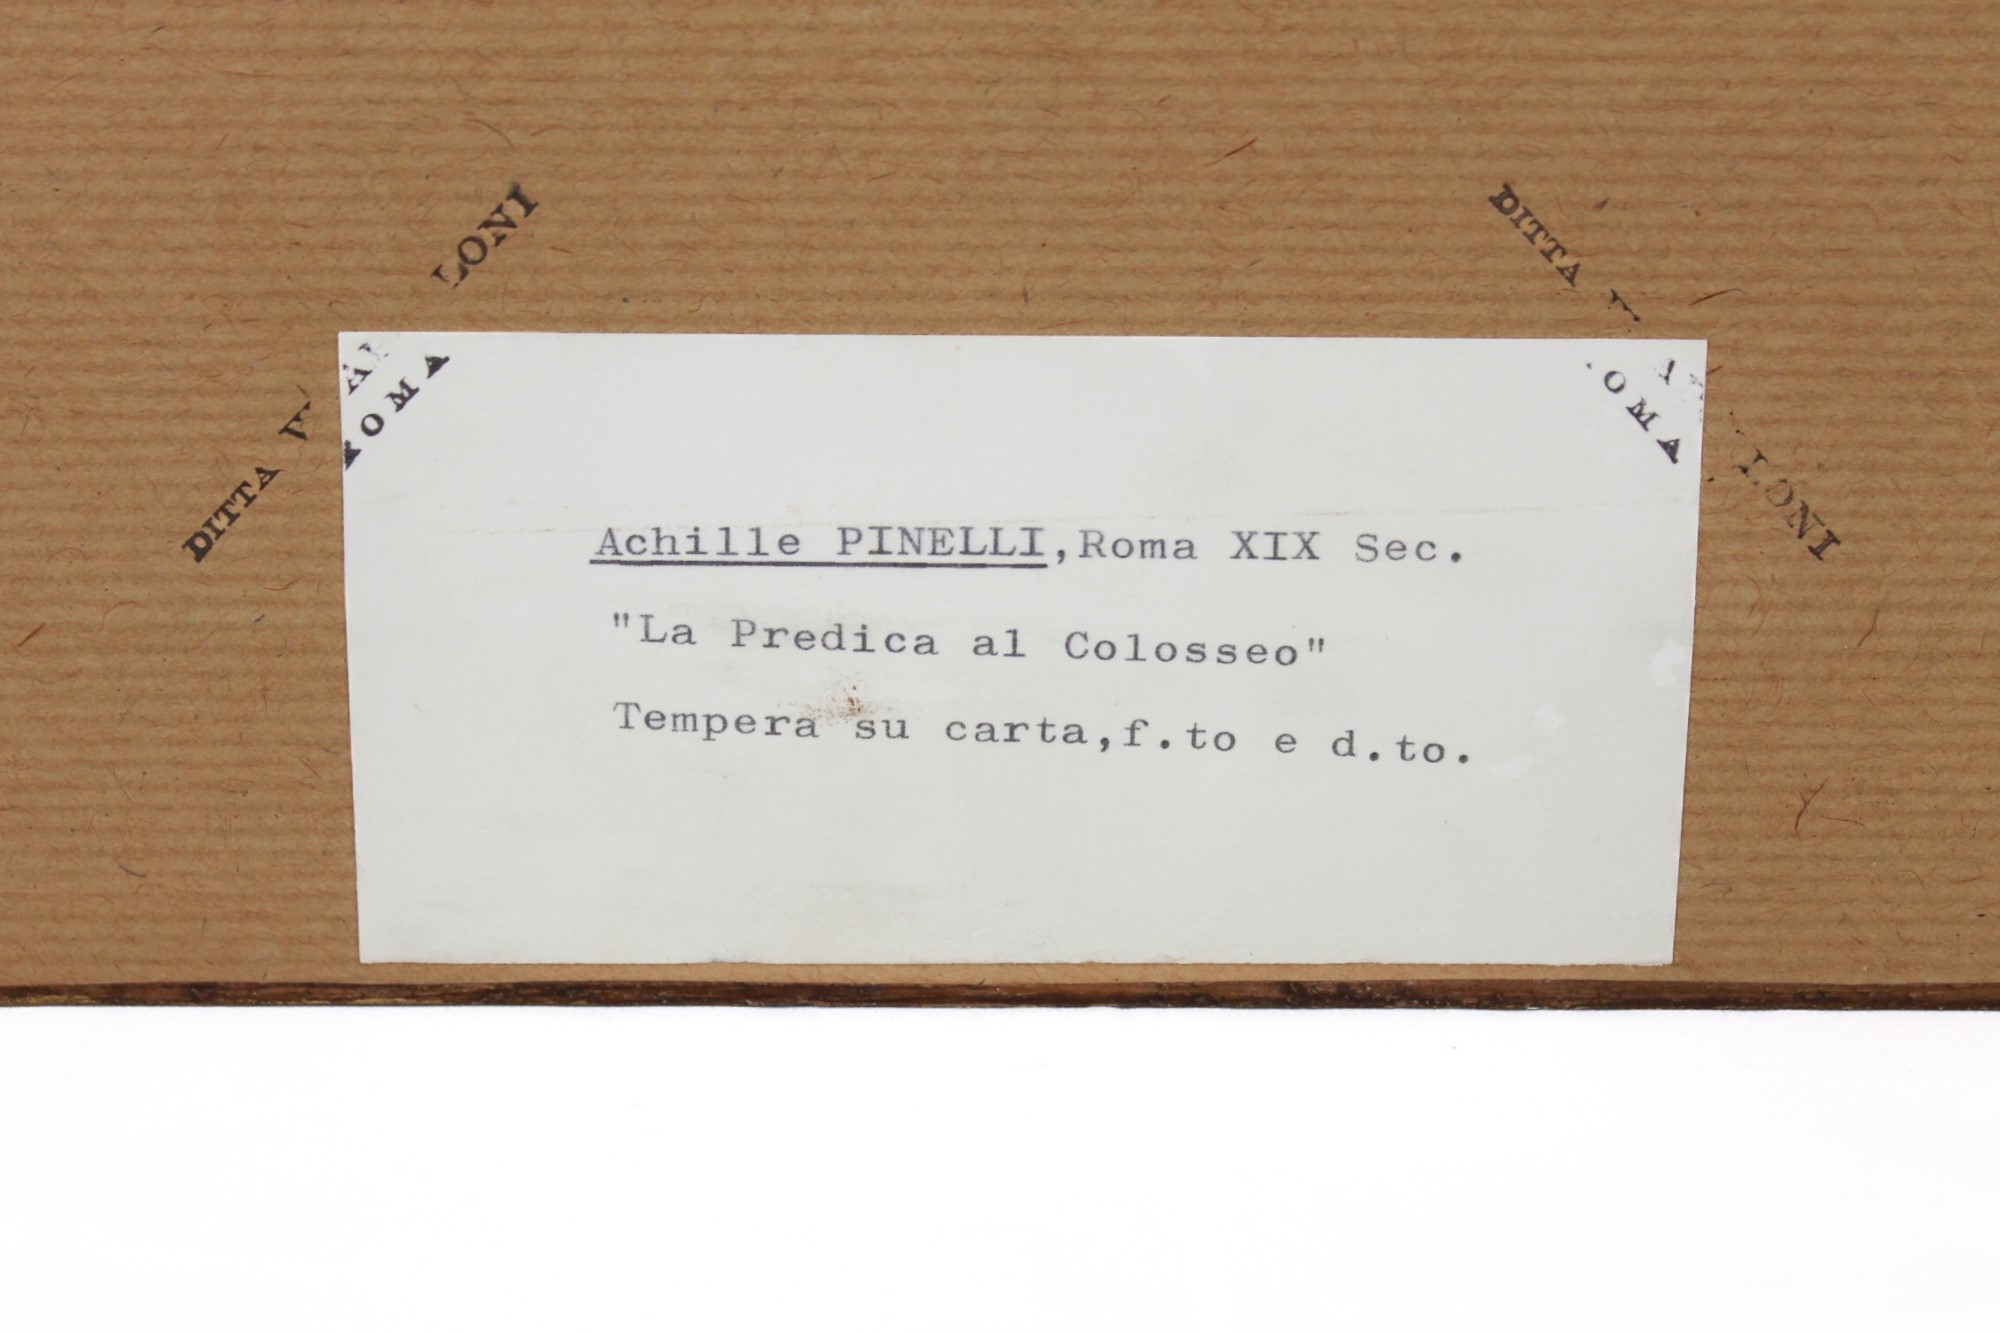 DITTA LONI
ROMA
DITTA LONI
OMA
Achille PINELLI,Roma XIX Sec.
"La Predica al Colosseo"
Tempera su carta,f.to e d.to.